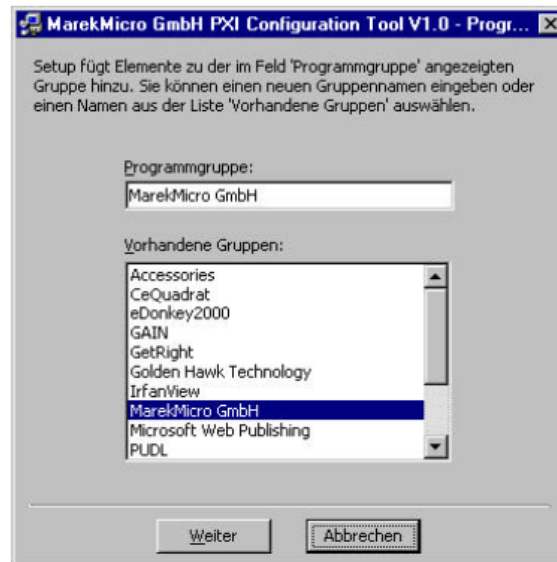 MarekMicro GmbH PXI Configuration Tool V1.0 - Progr...
Setup fügt Elemente zu der im Feld 'Programmgruppe' angezeigten
Gruppe hinzu. Sie können einen neuen Gruppennamen eingeben oder
einen Namen aus der Liste 'Vorhandene Gruppen' auswählen.
Programmgruppe:
MarekMicro GmbH
Vorhandene Gruppen:
Accessories
CeQuadrat
eDonkey2000
GAIN
GetRight
Golden Hawk Technology
IrfanView
MarekMicro GmbH
Microsoft Web Publishing
PUDL
Weiter Abbrechen